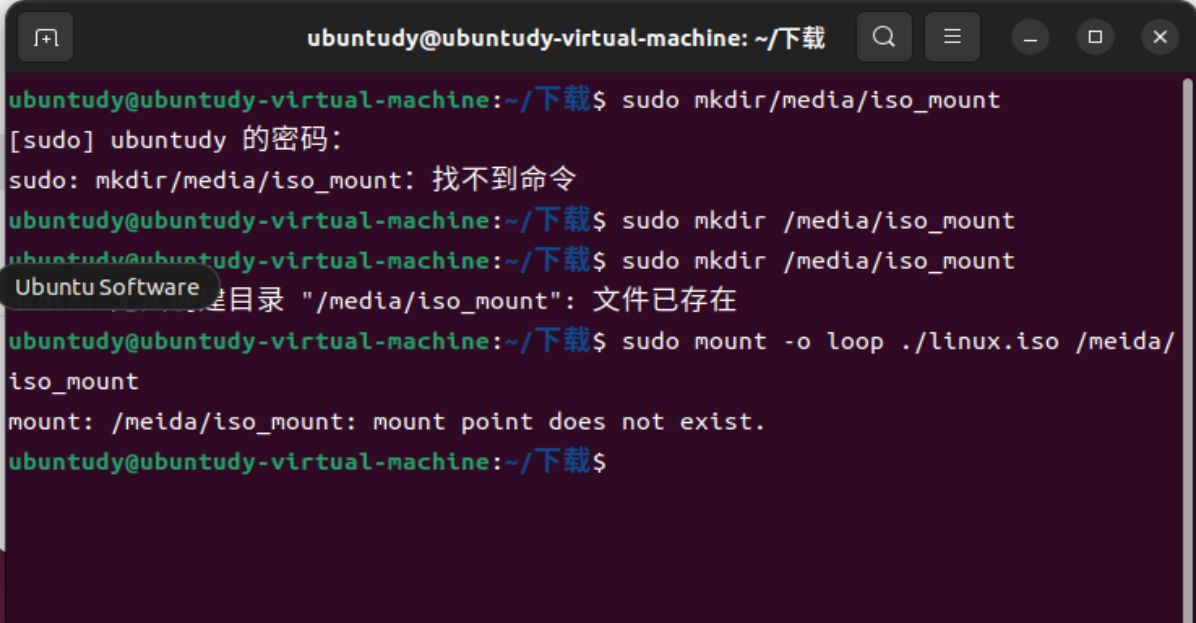 ubuntudy@ubuntudy-virtual-machine: ~/下载
ubuntudy@ubuntudy-virtual-machine:~/下载$ sudo mkdir/media/iso_mount
[sudo] ubuntudy 的密码：
sudo: mkdir/media/iso_mount：找不到命令
ubuntudy@ubuntudy-virtual-machine:~/下载$ sudo mkdir /media/iso_mount
ubuntudy@ubuntudy-virtual-machine:~/下载$ sudo mkdir /media/iso_mount
Ubuntu Software
建目录 "/media/iso_mount": 文件已存在
ubuntudy@ubuntudy-virtual-machine:~/下载$ sudo mount -o loop ./linux.iso /meida/
iso_mount
mount: /meida/iso_mount: mount point does not exist.
ubuntudy@ubuntudy-virtual-machine:~/下载$